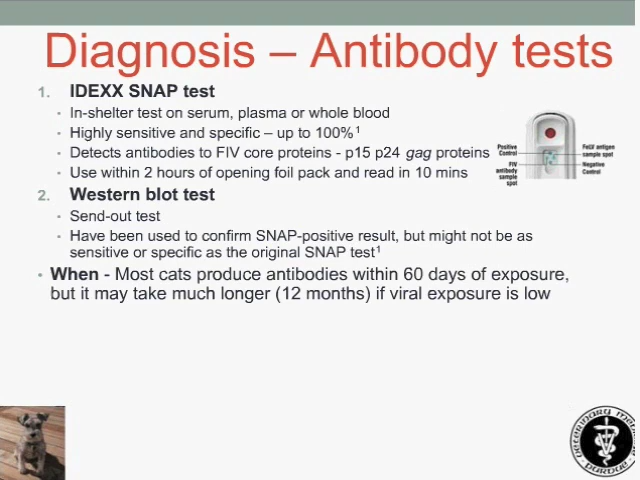 Diagnosis – Antibody tests
1. IDEXX SNAP test
• In-shelter test on serum, plasma or whole blood
• Highly sensitive and specific – up to 100%1
• Detects antibodies to FIV core proteins - p15 p24 gag proteins
• Use within 2 hours of opening foil pack and read in 10 mins
Positive
Control
FIV
antibody
sample
spot
FeLV antigen
sample spot
Negative
Control
2. Western blot test
• Send-out test
• Have been used to confirm SNAP-positive result, but might not be as
sensitive or specific as the original SNAP test1
• When - Most cats produce antibodies within 60 days of exposure,
but it may take much longer (12 months) if viral exposure is low
VETERINARY
PURDUE